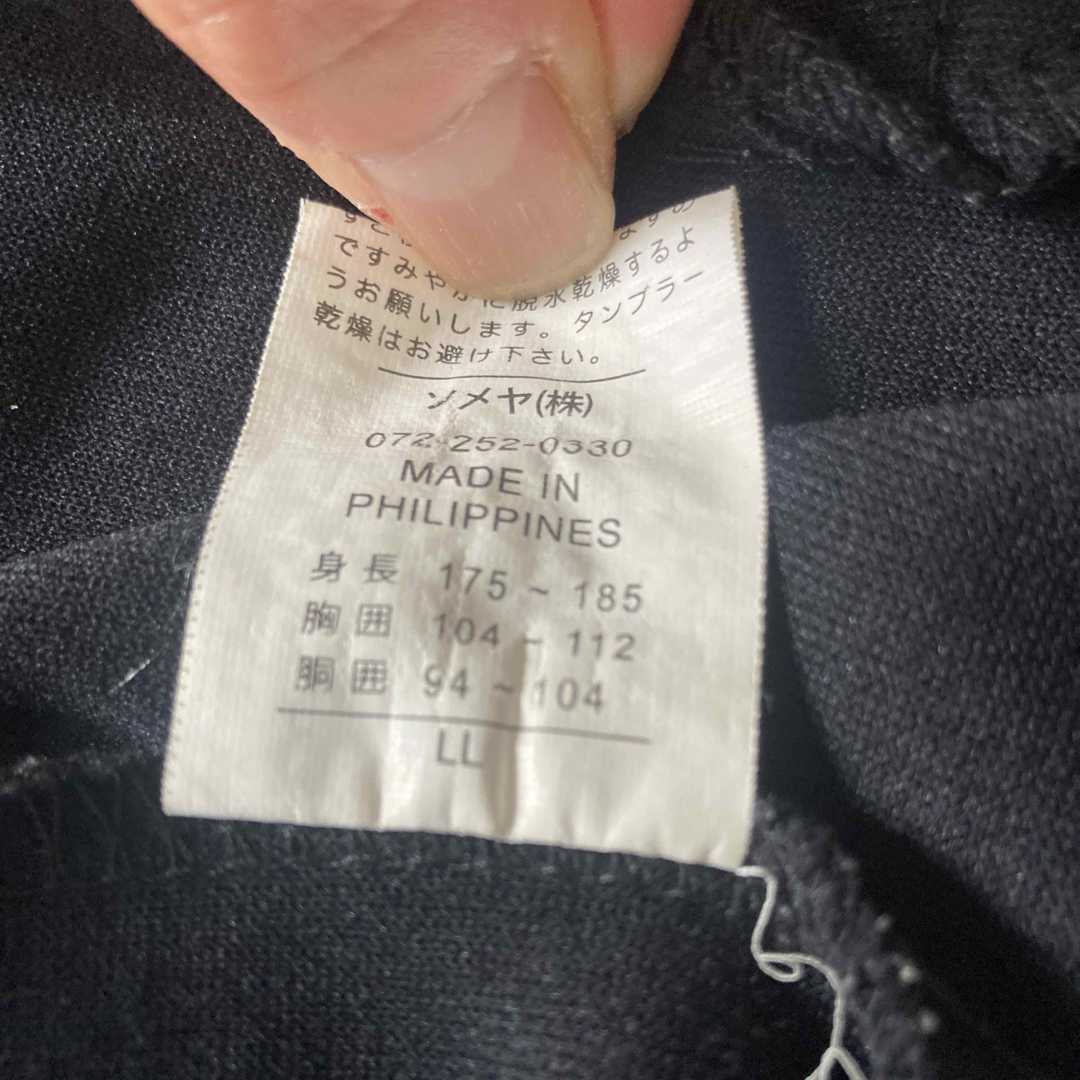 ですみやかに脱水乾燥するよ
うお願いします。タンブラー
乾燥はお避け下さい。
ソメヤ(株)
072-252-0330
MADE IN
PHILIPPINES
身長 175 ~ 185
胸囲 104 ~ 112
胴囲 94 ~ 104
LL